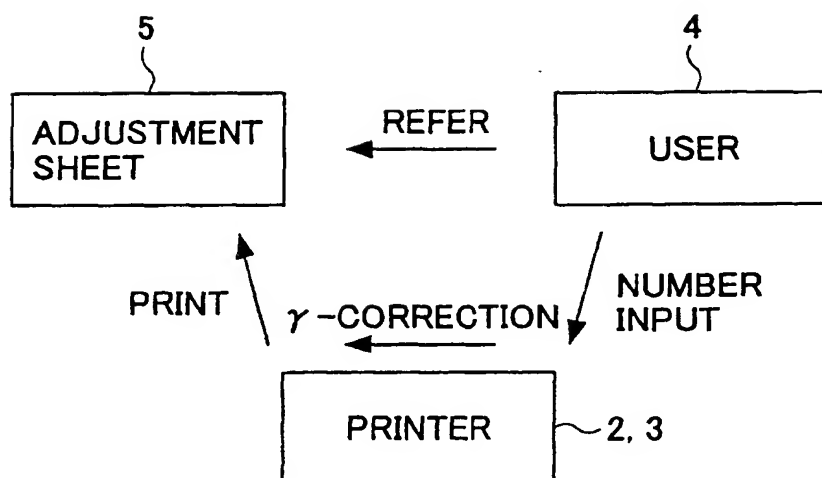 5
4
ADJUSTMENT
SHEET
REFER
USER
PRINT
γ-CORRECTION
NUMBER
INPUT
PRINTER
2, 3